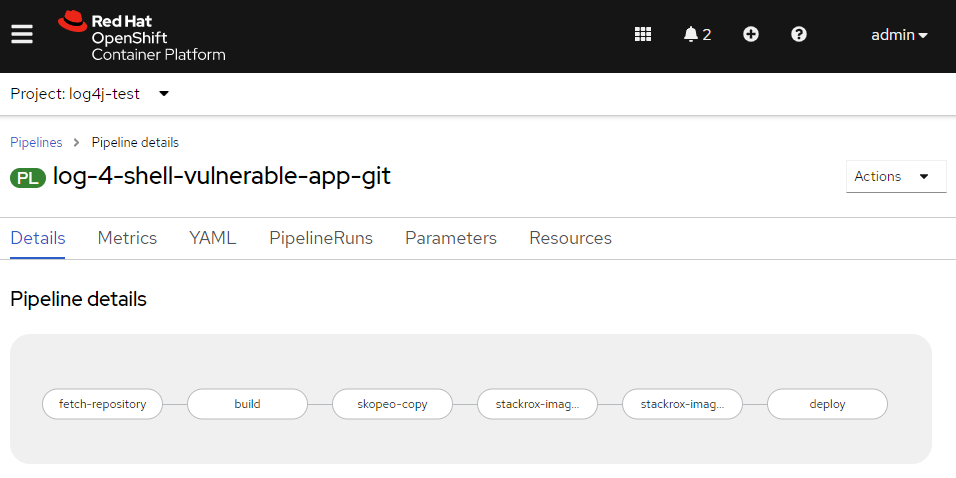 Red Hat
OpenShift
Container Platform
2
admin
Project: log4j-test
Pipelines > Pipeline details
PL log-4-shell-vulnerable-app-git
Actions
Details Metrics YAML PipelineRuns Parameters Resources
Pipeline details
fetch-repository build skopeo-copy stackrox-imag... stackrox-imag... deploy